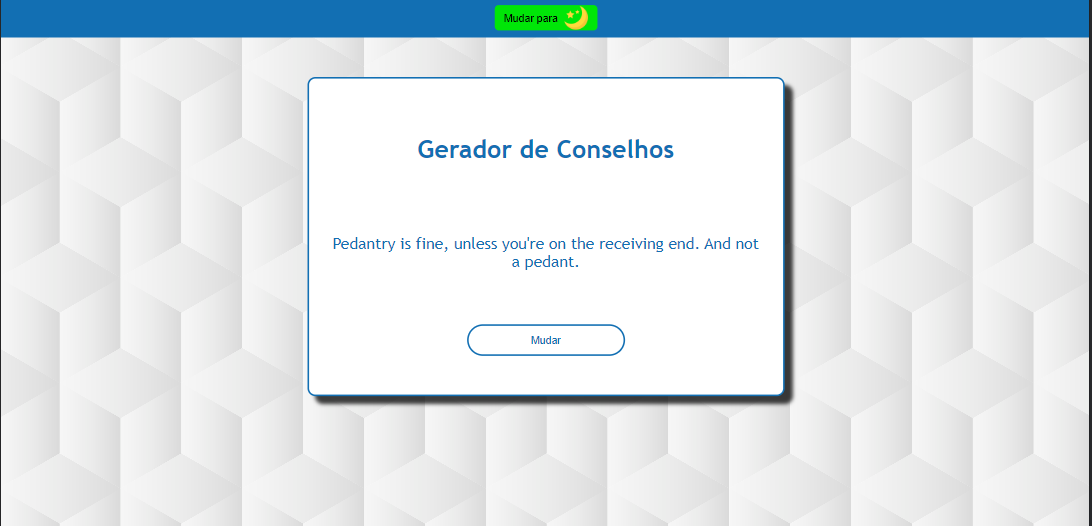 Mudar para
Gerador de Conselhos
Pedantry is fine, unless you're on the receiving end. And not
a pedant.
Mudar